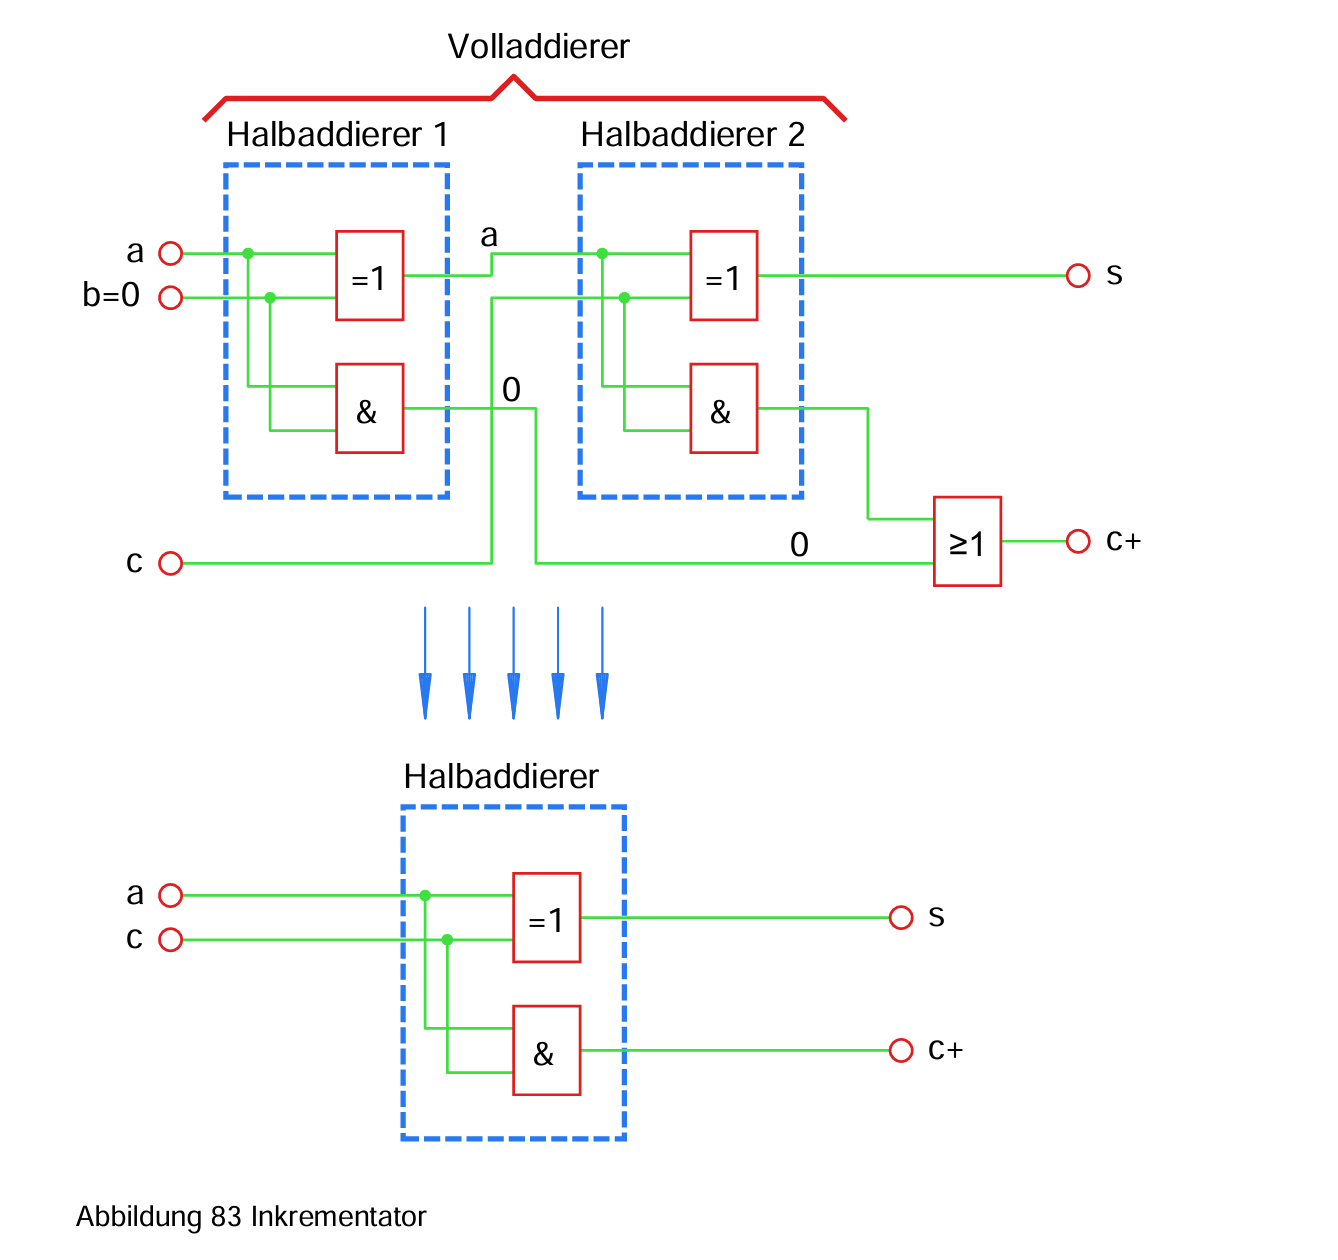 Volladdierer
Halbaddierer 1
Halbaddierer 2
a
b=0
=1
a
=1
s
&
0
&
c
0
≥1
c+
Halbaddierer
a
c
=1
s
&
c+
Abbildung 83 Inkrementator